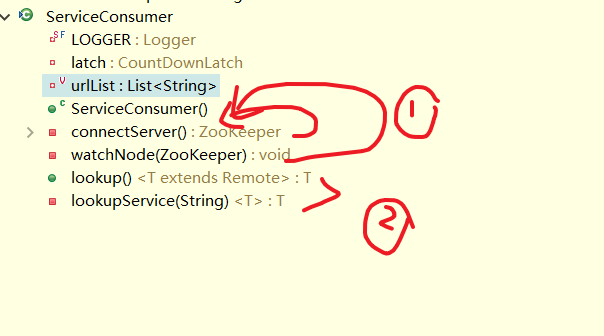 ServiceConsumer
S F LOGGER : Logger
latch : CountDownLatch
V urlList : List<String>
C ServiceConsumer()
connectServer() : ZooKeeper
watchNode(ZooKeeper) : void
lookup() <T extends Remote> : T
lookupService(String) <T> : T
1
2